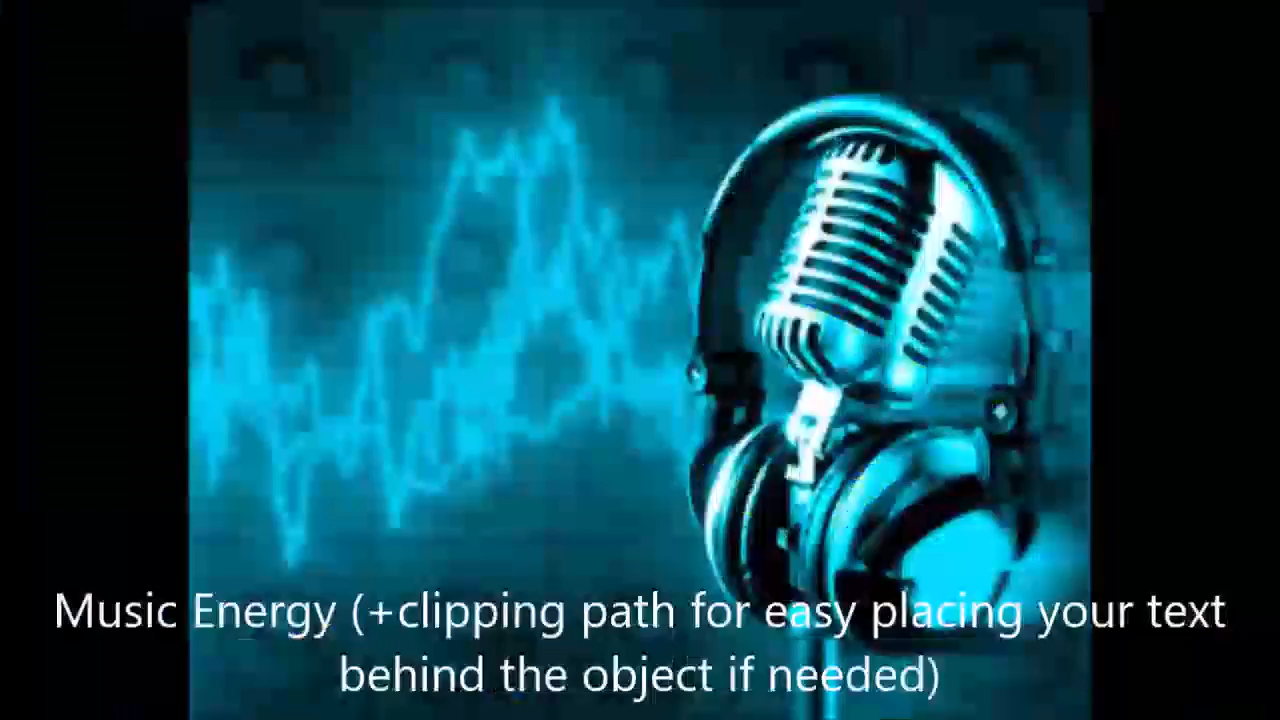 Music Energy (+clipping path for easy placing your text
behind the object if needed)